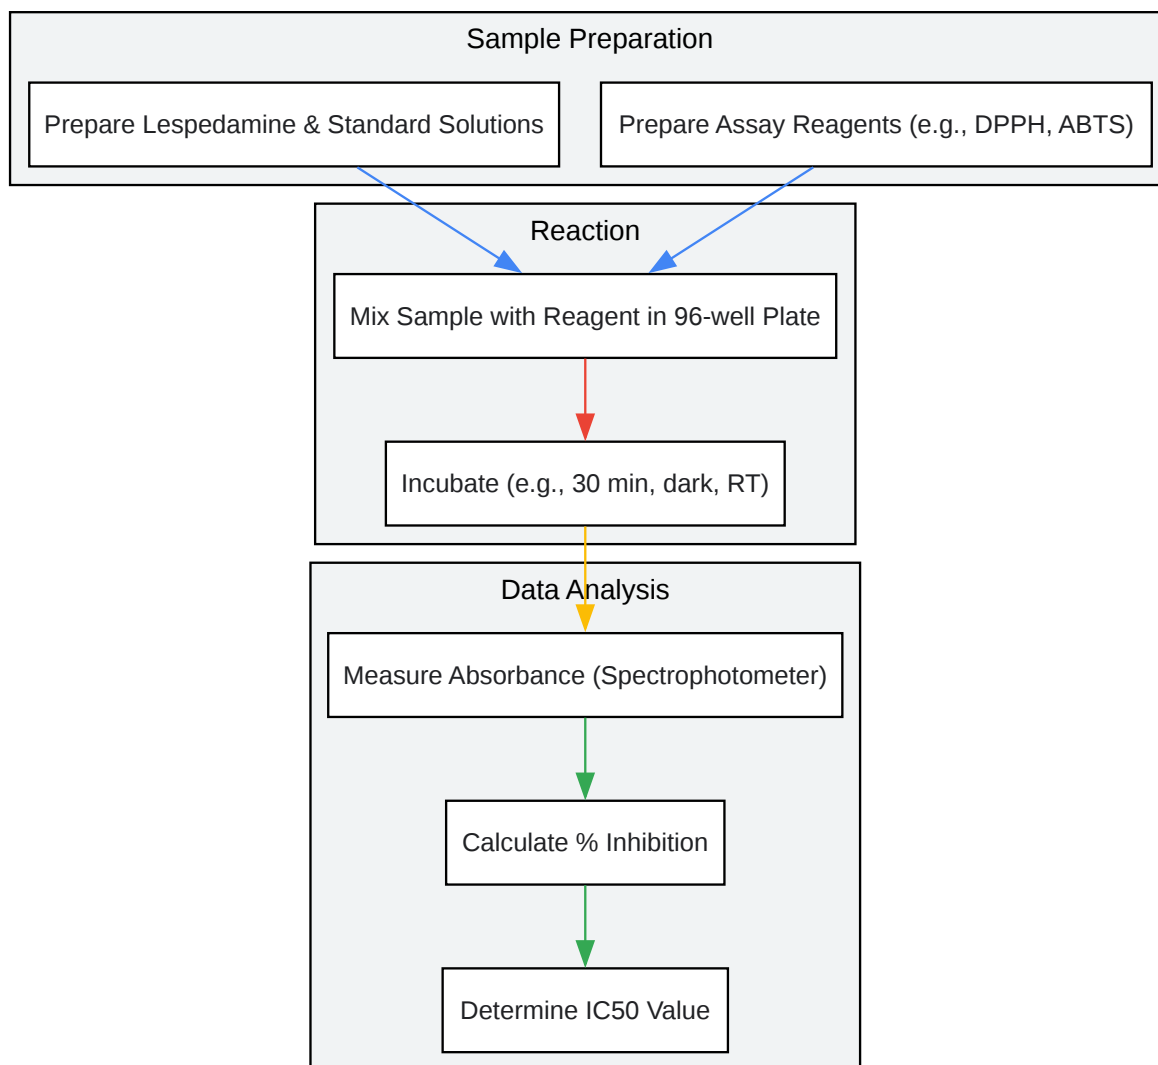 Sample Preparation
Prepare Lespedamine & Standard Solutions
Prepare Assay Reagents (e.g., DPPH, ABTS)
Reaction
Mix Sample with Reagent in 96-well Plate
Incubate (e.g., 30 min, dark, RT)
Data Analysis
Measure Absorbance (Spectrophotometer)
Calculate % Inhibition
Determine IC50 Value